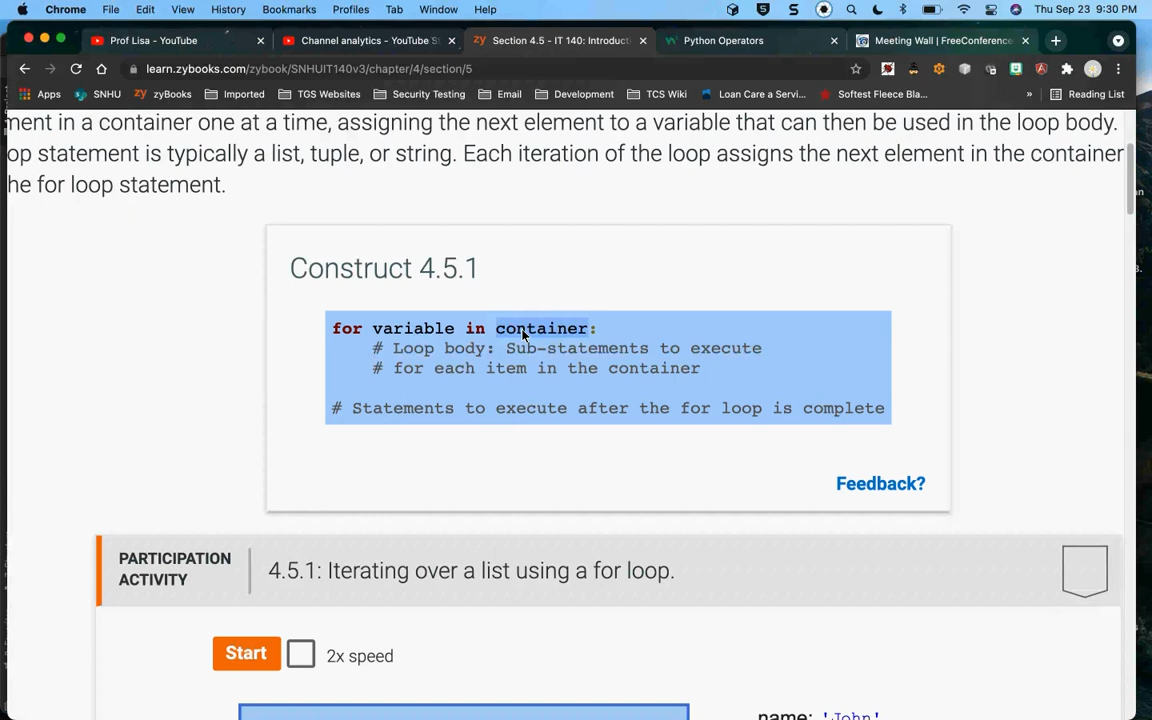 Chrome File Edit View History Bookmarks Profiles Tab Window Help Thu Sep 23 9:30 PM
Prof Lisa - YouTube Channel analytics - YouTube S Section 4.5 - IT 140: Introduct Python Operators Meeting Wall | FreeConference
learn.zybooks.com/zybook/SNHUIT140v3/chapter/4/section/5
Apps SNHU zyBooks Imported TGS Websites Security Testing Email Development TCS Wiki Loan Care a Servi... Softest Fleece Bla... » Reading List
ment in a container one at a time, assigning the next element to a variable that can then be used in the loop body.
op statement is typically a list, tuple, or string. Each iteration of the loop assigns the next element in the container
he for loop statement.
Construct 4.5.1
for variable in container:
# Loop body: Sub-statements to execute
# for each item in the container
# Statements to execute after the for loop is complete
Feedback?
PARTICIPATION
ACTIVITY
4.5.1: Iterating over a list using a for loop.
Start 2x speed
name: 'John'